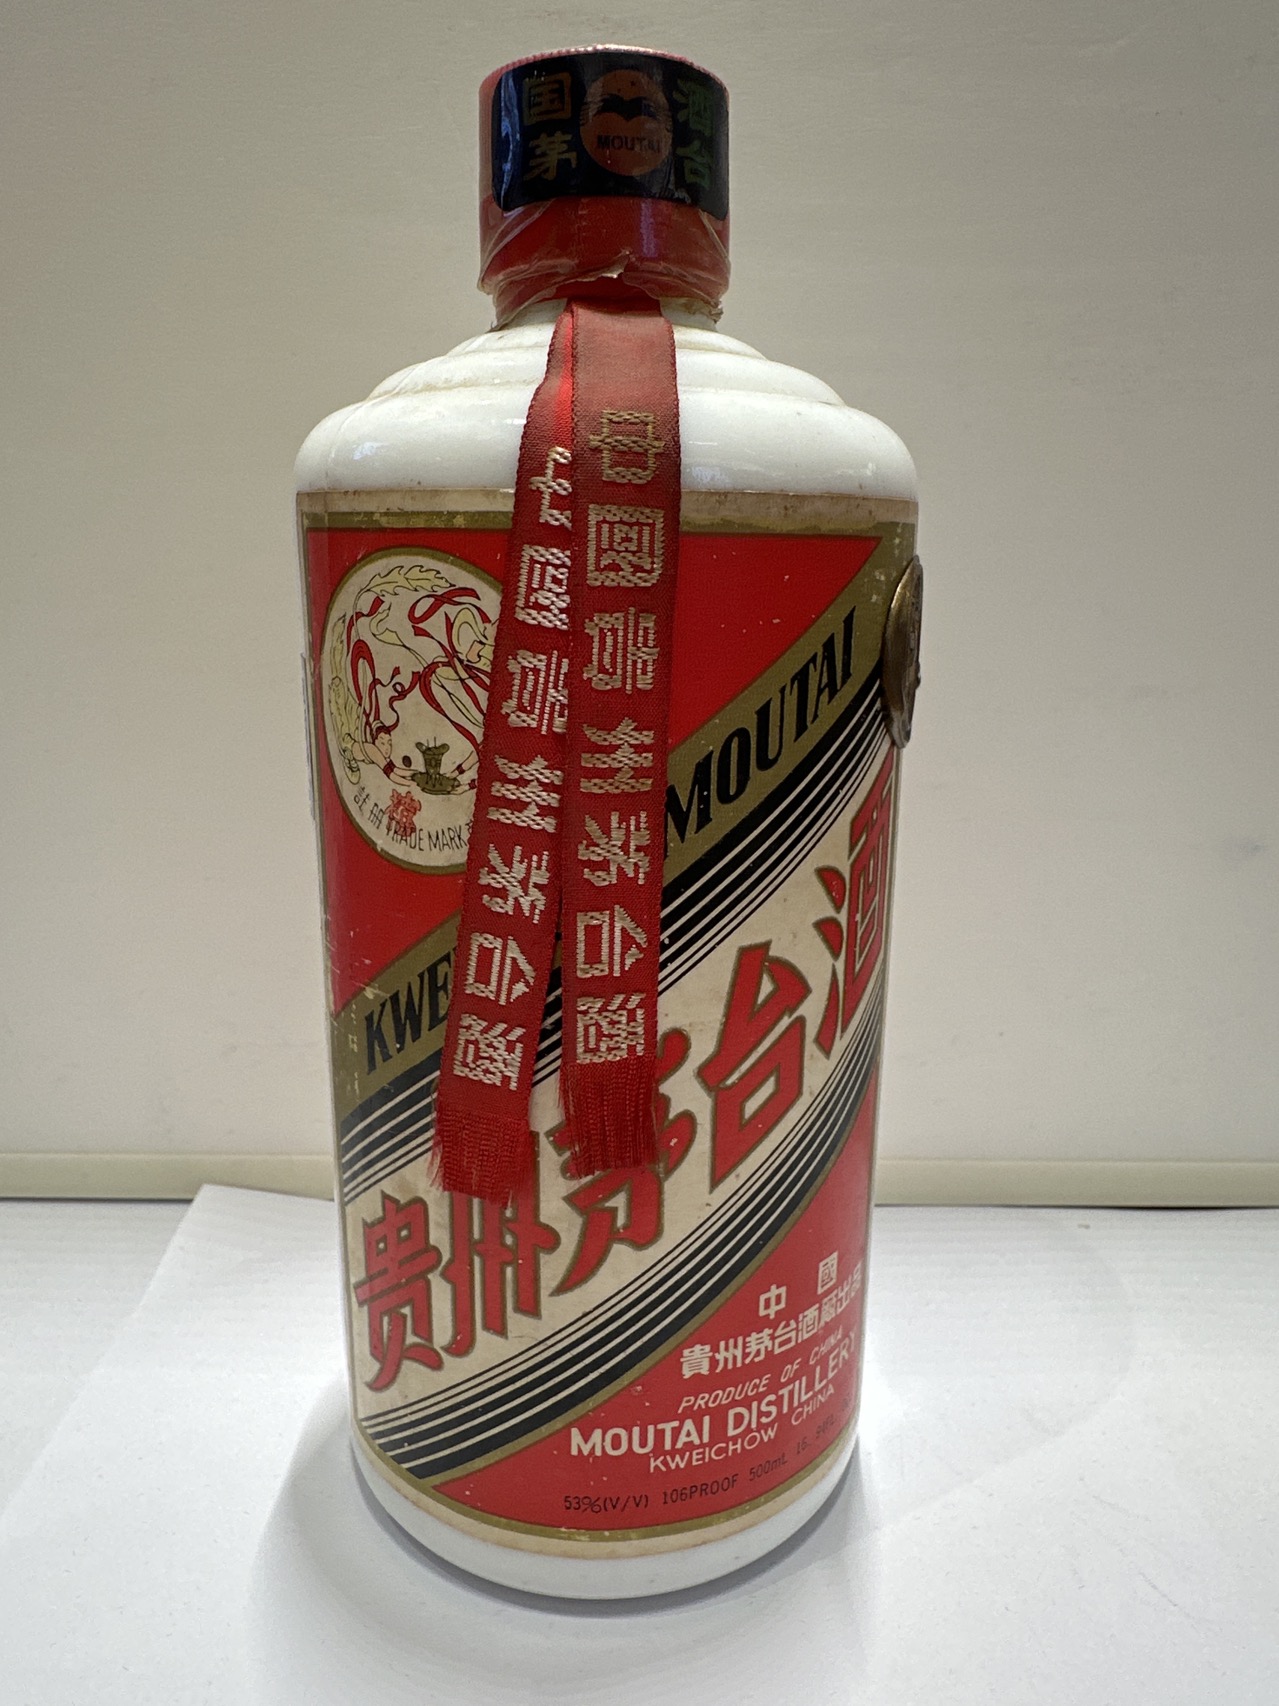 国 酒
茅 台
MOUTAI
中國貴州茅台酒
中國貴州茅台酒
TRADE MARK
KWE
MOUTAI
贵州茅台酒
中國
貴州茅台酒廠出品
PRODUCE OF CHINA
MOUTAI DISTILLERY
KWEICHOW CHINA
53%(V/V) 106PROOF 500mL 16.